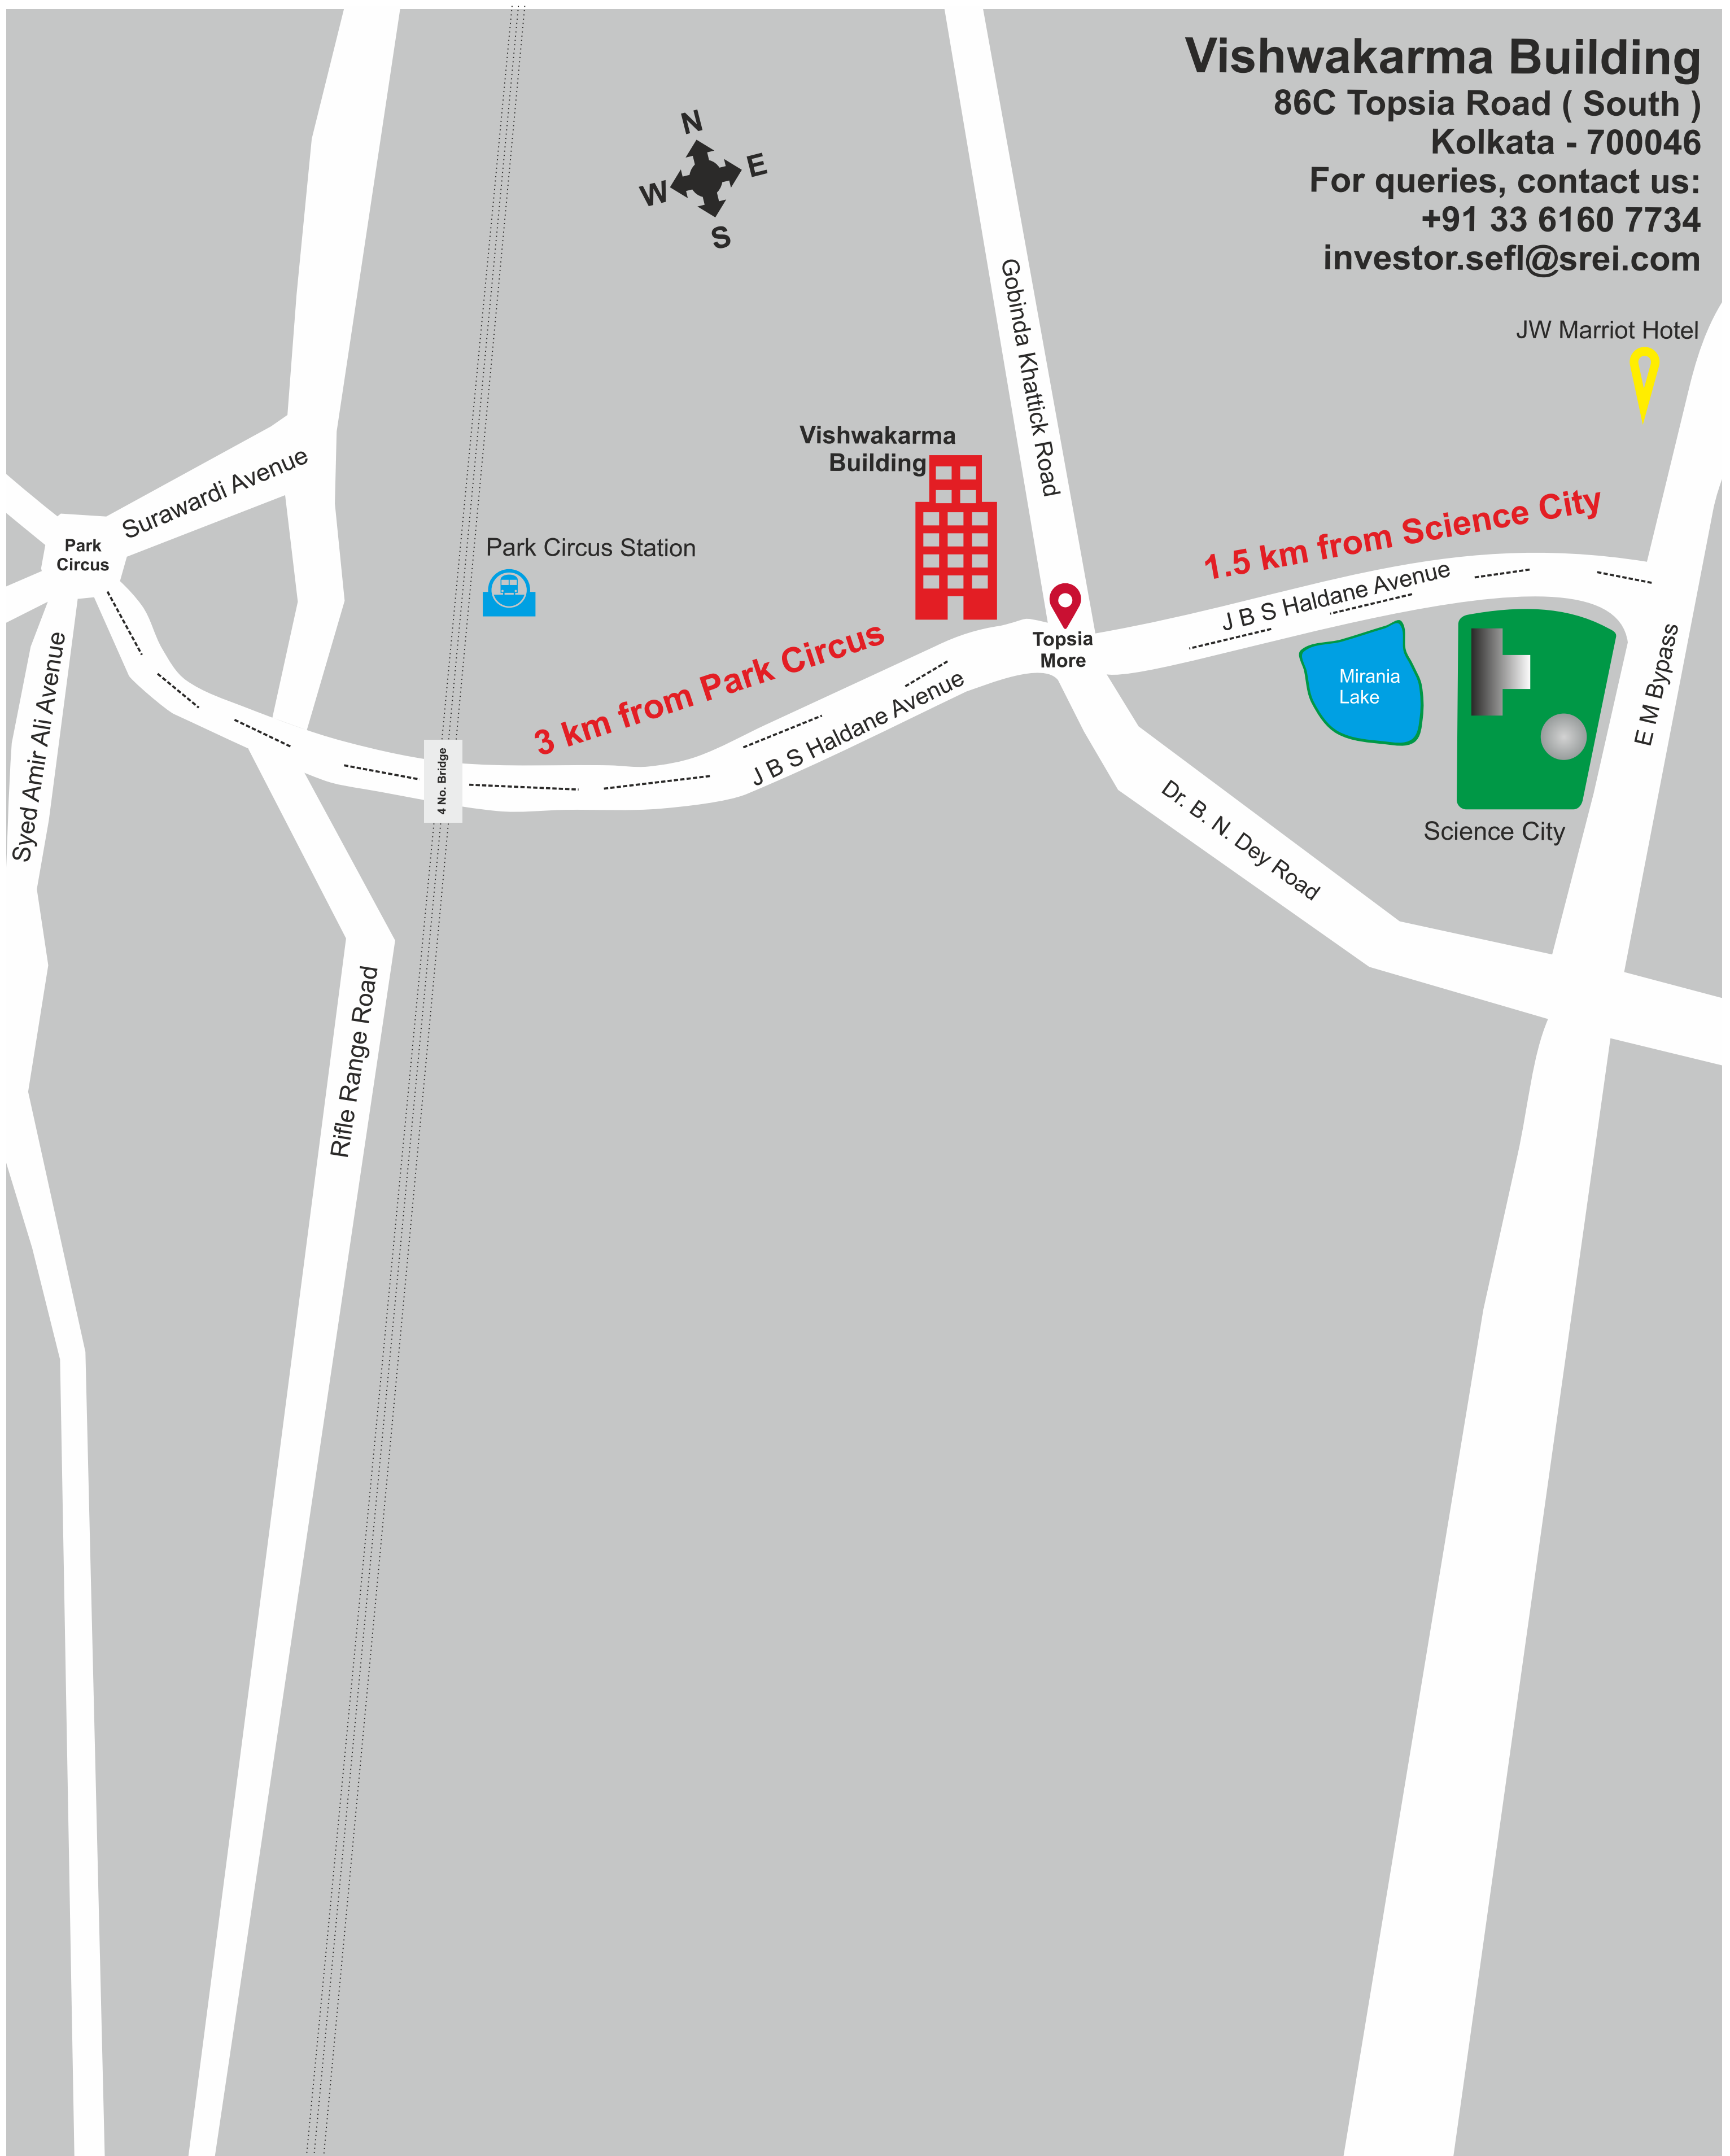 Vishwakarma Building
86C Topsia Road ( South )
Kolkata - 700046
For queries, contact us:
+91 33 6160 7734
investor.sefl@srei.com
N
E
W
S
Gobinda Khattick Road
JW Marriot Hotel
Vishwakarma
Building
Surawardi Avenue
1.5 km from Science City
Park
Circus
Park Circus Station
J B S Haldane Avenue
Topsia
More
3 km from Park Circus
Mirania
Lake
E M Bypass
Syed Amir Ali Avenue
J B S Haldane Avenue
4 No. Bridge
Dr. B. N. Dey Road
Science City
Rifle Range Road